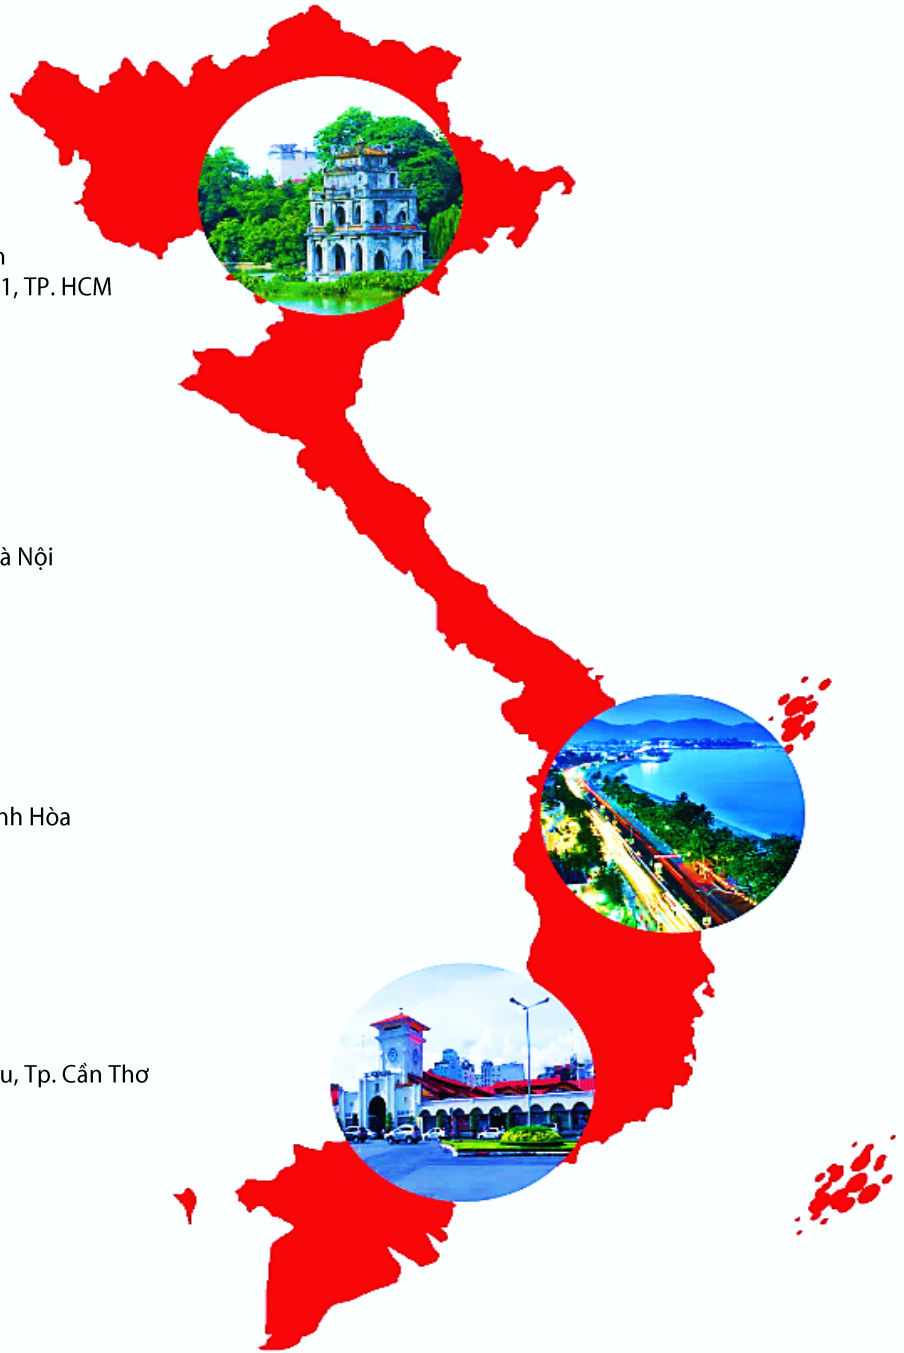 n
1, TP. HCM
à Nội
nh Hòa
u, Tp. Cần Thơ